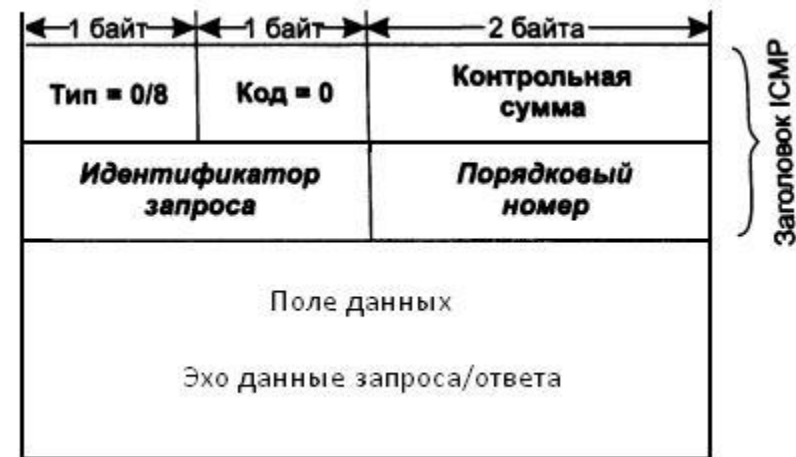 1 байт 1 байт 2 байта
Тип = 0/8 Код = 0 Контрольная
сумма
Идентификатор
запроса
Порядковый
номер
Поле данных
Эхо данные запроса/ответа
Заголовок ICMP